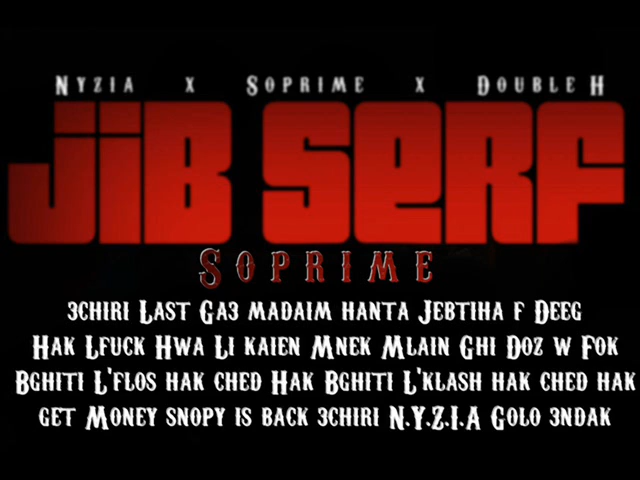 Nyzia x Soprime x Double H
JIB SERF
Soprime
3chiri Last Ga3 madaim hanta Jebtiha f Deeg
Hak Lfuck Hwa Li kaien Mnek Mlain Ghi Doz w Fok
Bghiti L'flos hak ched Hak Bghiti L'klash hak ched hak
get Money snopy is back 3chiri N.Y.Z.I.A Golo 3ndak